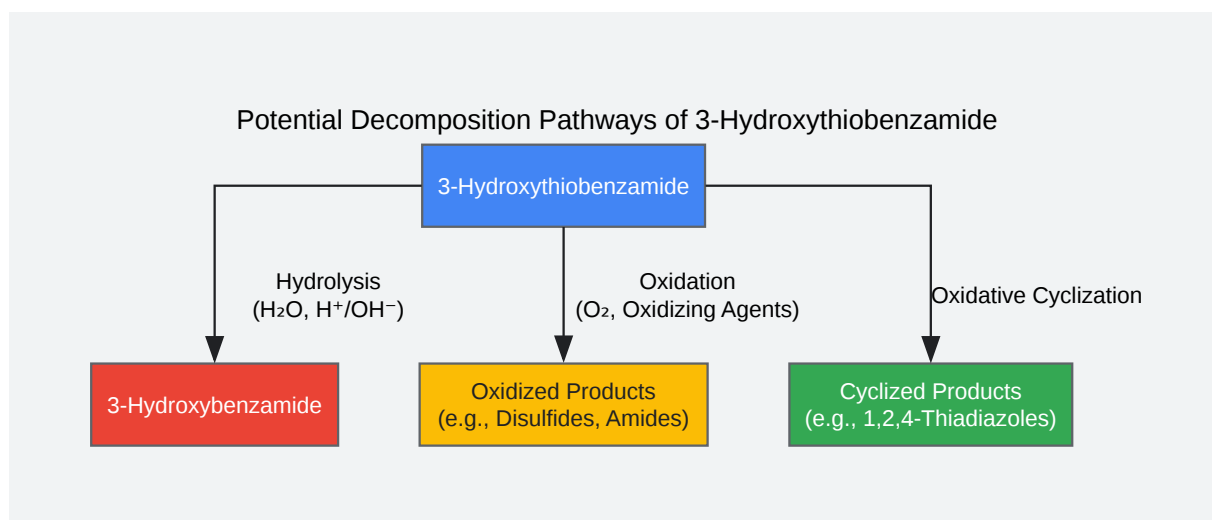 Potential Decomposition Pathways of 3-Hydroxythiobenzamide
3-Hydroxythiobenzamide
Hydrolysis
(H₂O, H⁺/OH⁻)
Oxidation
(O₂, Oxidizing Agents)
Oxidative Cyclization
3-Hydroxybenzamide
Oxidized Products
(e.g., Disulfides, Amides)
Cyclized Products
(e.g., 1,2,4-Thiadiazoles)